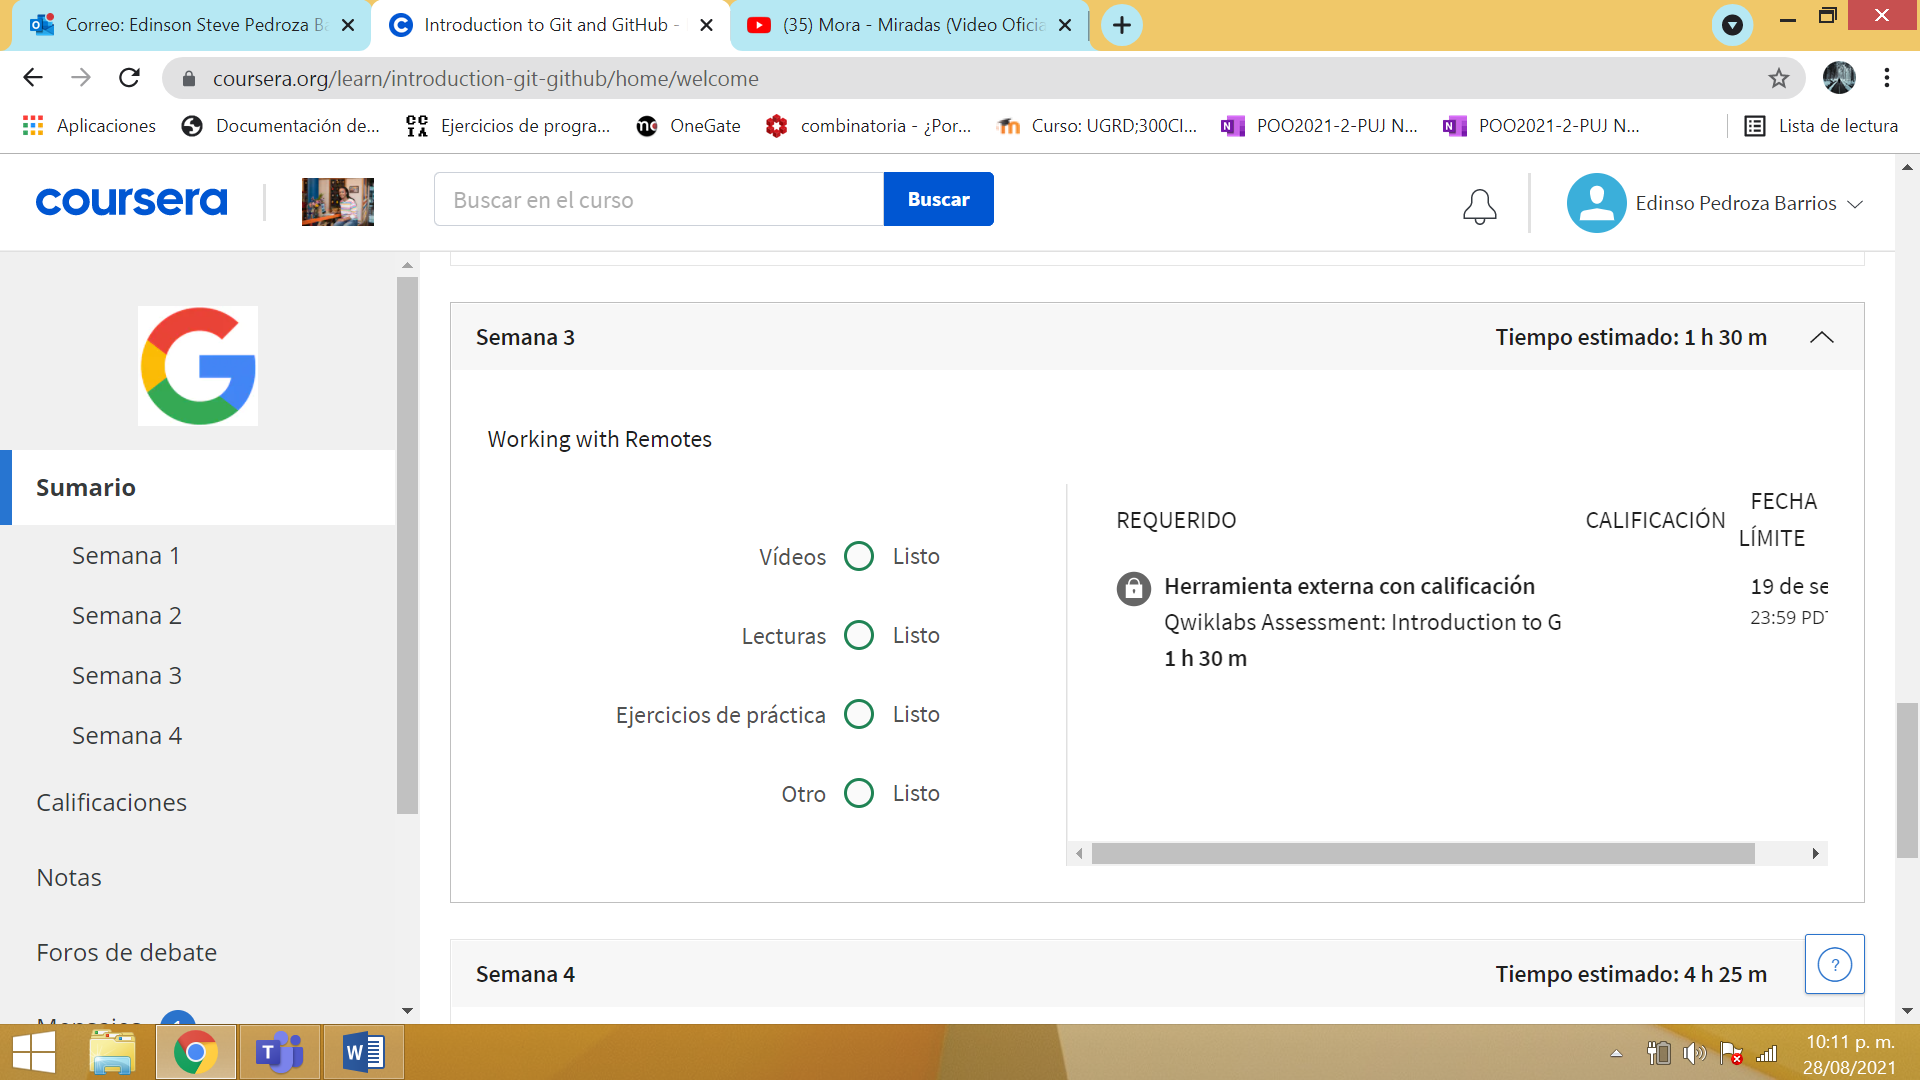 Correo: Edinson Steve Pedroza Ba
Introduction to Git and GitHub -
(35) Mora - Miradas (Video Oficia
coursera.org/learn/introduction-git-github/home/welcome
Aplicaciones
Documentación de...
Ejercicios de progra...
OneGate
combinatoria - ¿Por...
Curso: UGRD;300CI...
POO2021-2-PUJ N...
POO2021-2-PUJ N...
Lista de lectura
coursera
Buscar en el curso
Buscar
Edinso Pedroza Barrios
Sumario
Semana 1
Semana 2
Semana 3
Semana 4
Calificaciones
Notas
Foros de debate
Mensajes 1
Semana 3
Tiempo estimado: 1 h 30 m
Working with Remotes
Vídeos Listo
Lecturas Listo
Ejercicios de práctica Listo
Otro Listo
REQUERIDO
CALIFICACIÓN
FECHA
LÍMITE
Herramienta externa con calificación
Qwiklabs Assessment: Introduction to G
1 h 30 m
19 de se
23:59 PDT
Semana 4
Tiempo estimado: 4 h 25 m
?
10:11 p. m.
28/08/2021